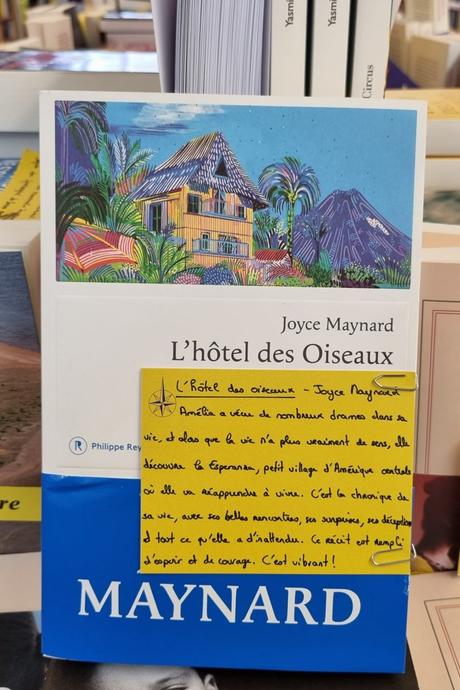 Yasmi
Yasmi
Circus
Joyce Maynard
L'hôtel des Oiseaux
L'hôtel des oiseaux - Joyce Maynard
Amélia a vécu de nombreux drames dans sa
vie, et alors que la vie n'a plus vraiment de sens, elle
découvre la Esperanza, petit village d'Amérique centrale
où elle va réapprendre à vivre. C'est la chronique de
sa vie, avec ses belles rencontres, ses surprises, ses déceptions
et tout ce qu'elle a d'inattendu. Ce récit est rempli
d'espoir et de courage. C'est vibrant !
R Philippe Rey
re
MAYNARD